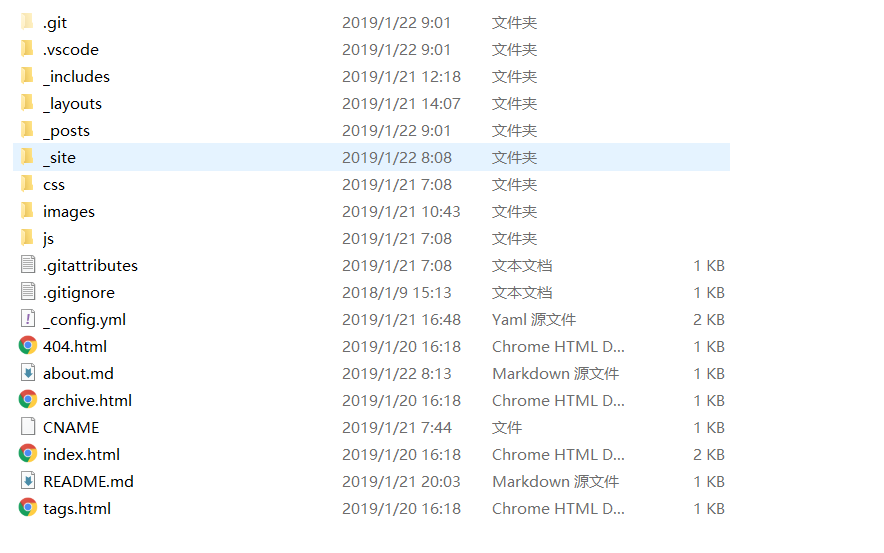 .git 2019/1/22 9:01 文件夹
.vscode 2019/1/22 9:01 文件夹
_includes 2019/1/21 12:18 文件夹
_layouts 2019/1/21 14:07 文件夹
_posts 2019/1/22 9:01 文件夹
_site 2019/1/22 8:08 文件夹
css 2019/1/21 7:08 文件夹
images 2019/1/21 10:43 文件夹
js 2019/1/21 7:08 文件夹
.gitattributes 2019/1/21 7:08 文本文档 1 KB
.gitignore 2018/1/9 15:13 文本文档 1 KB
_config.yml 2019/1/21 16:48 Yaml 源文件 2 KB
404.html 2019/1/20 16:18 Chrome HTML D... 1 KB
about.md 2019/1/22 8:13 Markdown 源文件 1 KB
archive.html 2019/1/20 16:18 Chrome HTML D... 1 KB
CNAME 2019/1/21 7:44 文件 1 KB
index.html 2019/1/20 16:18 Chrome HTML D... 2 KB
README.md 2019/1/21 20:03 Markdown 源文件 1 KB
tags.html 2019/1/20 16:18 Chrome HTML D... 1 KB